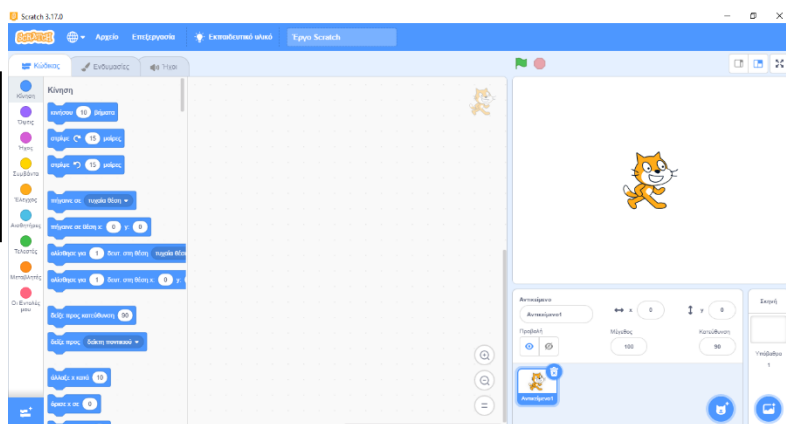 Scratch 3.17.0
SCRATCH Αρχείο Επεξεργασία Εκπαιδευτικό υλικό Έργο Scratch
Κώδικας Ενδυμασίες Ήχοι
Κίνηση
Όψεις
Ήχος
Συμβάντα
Έλεγχος
Αισθητήρες
Τελεστές
Μεταβλητές
Οι Εντολές μου
Κίνηση
κινήσου 10 βήματα
στρίψε 15 μοίρες
στρίψε 15 μοίρες
πήγαινε σε τυχαία θέση
πήγαινε σε θέση x: 0 y: 0
ολίσθησε για 1 δευτ. στη θέση τυχαία θέσ
ολίσθησε για 1 δευτ. στη θέση x: 0 y:
δείξε προς κατεύθυνση 90
δείξε προς δείκτη ποντικιού
άλλαξε x κατά 10
όρισε x σε 0
Αντικείμενο
Αντικείμενο1 x 0 y 0
Προβολή Μέγεθος Κατεύθυνση
100 90
Αντικείμενο1
Σκηνή
Υπόβαθρα
1